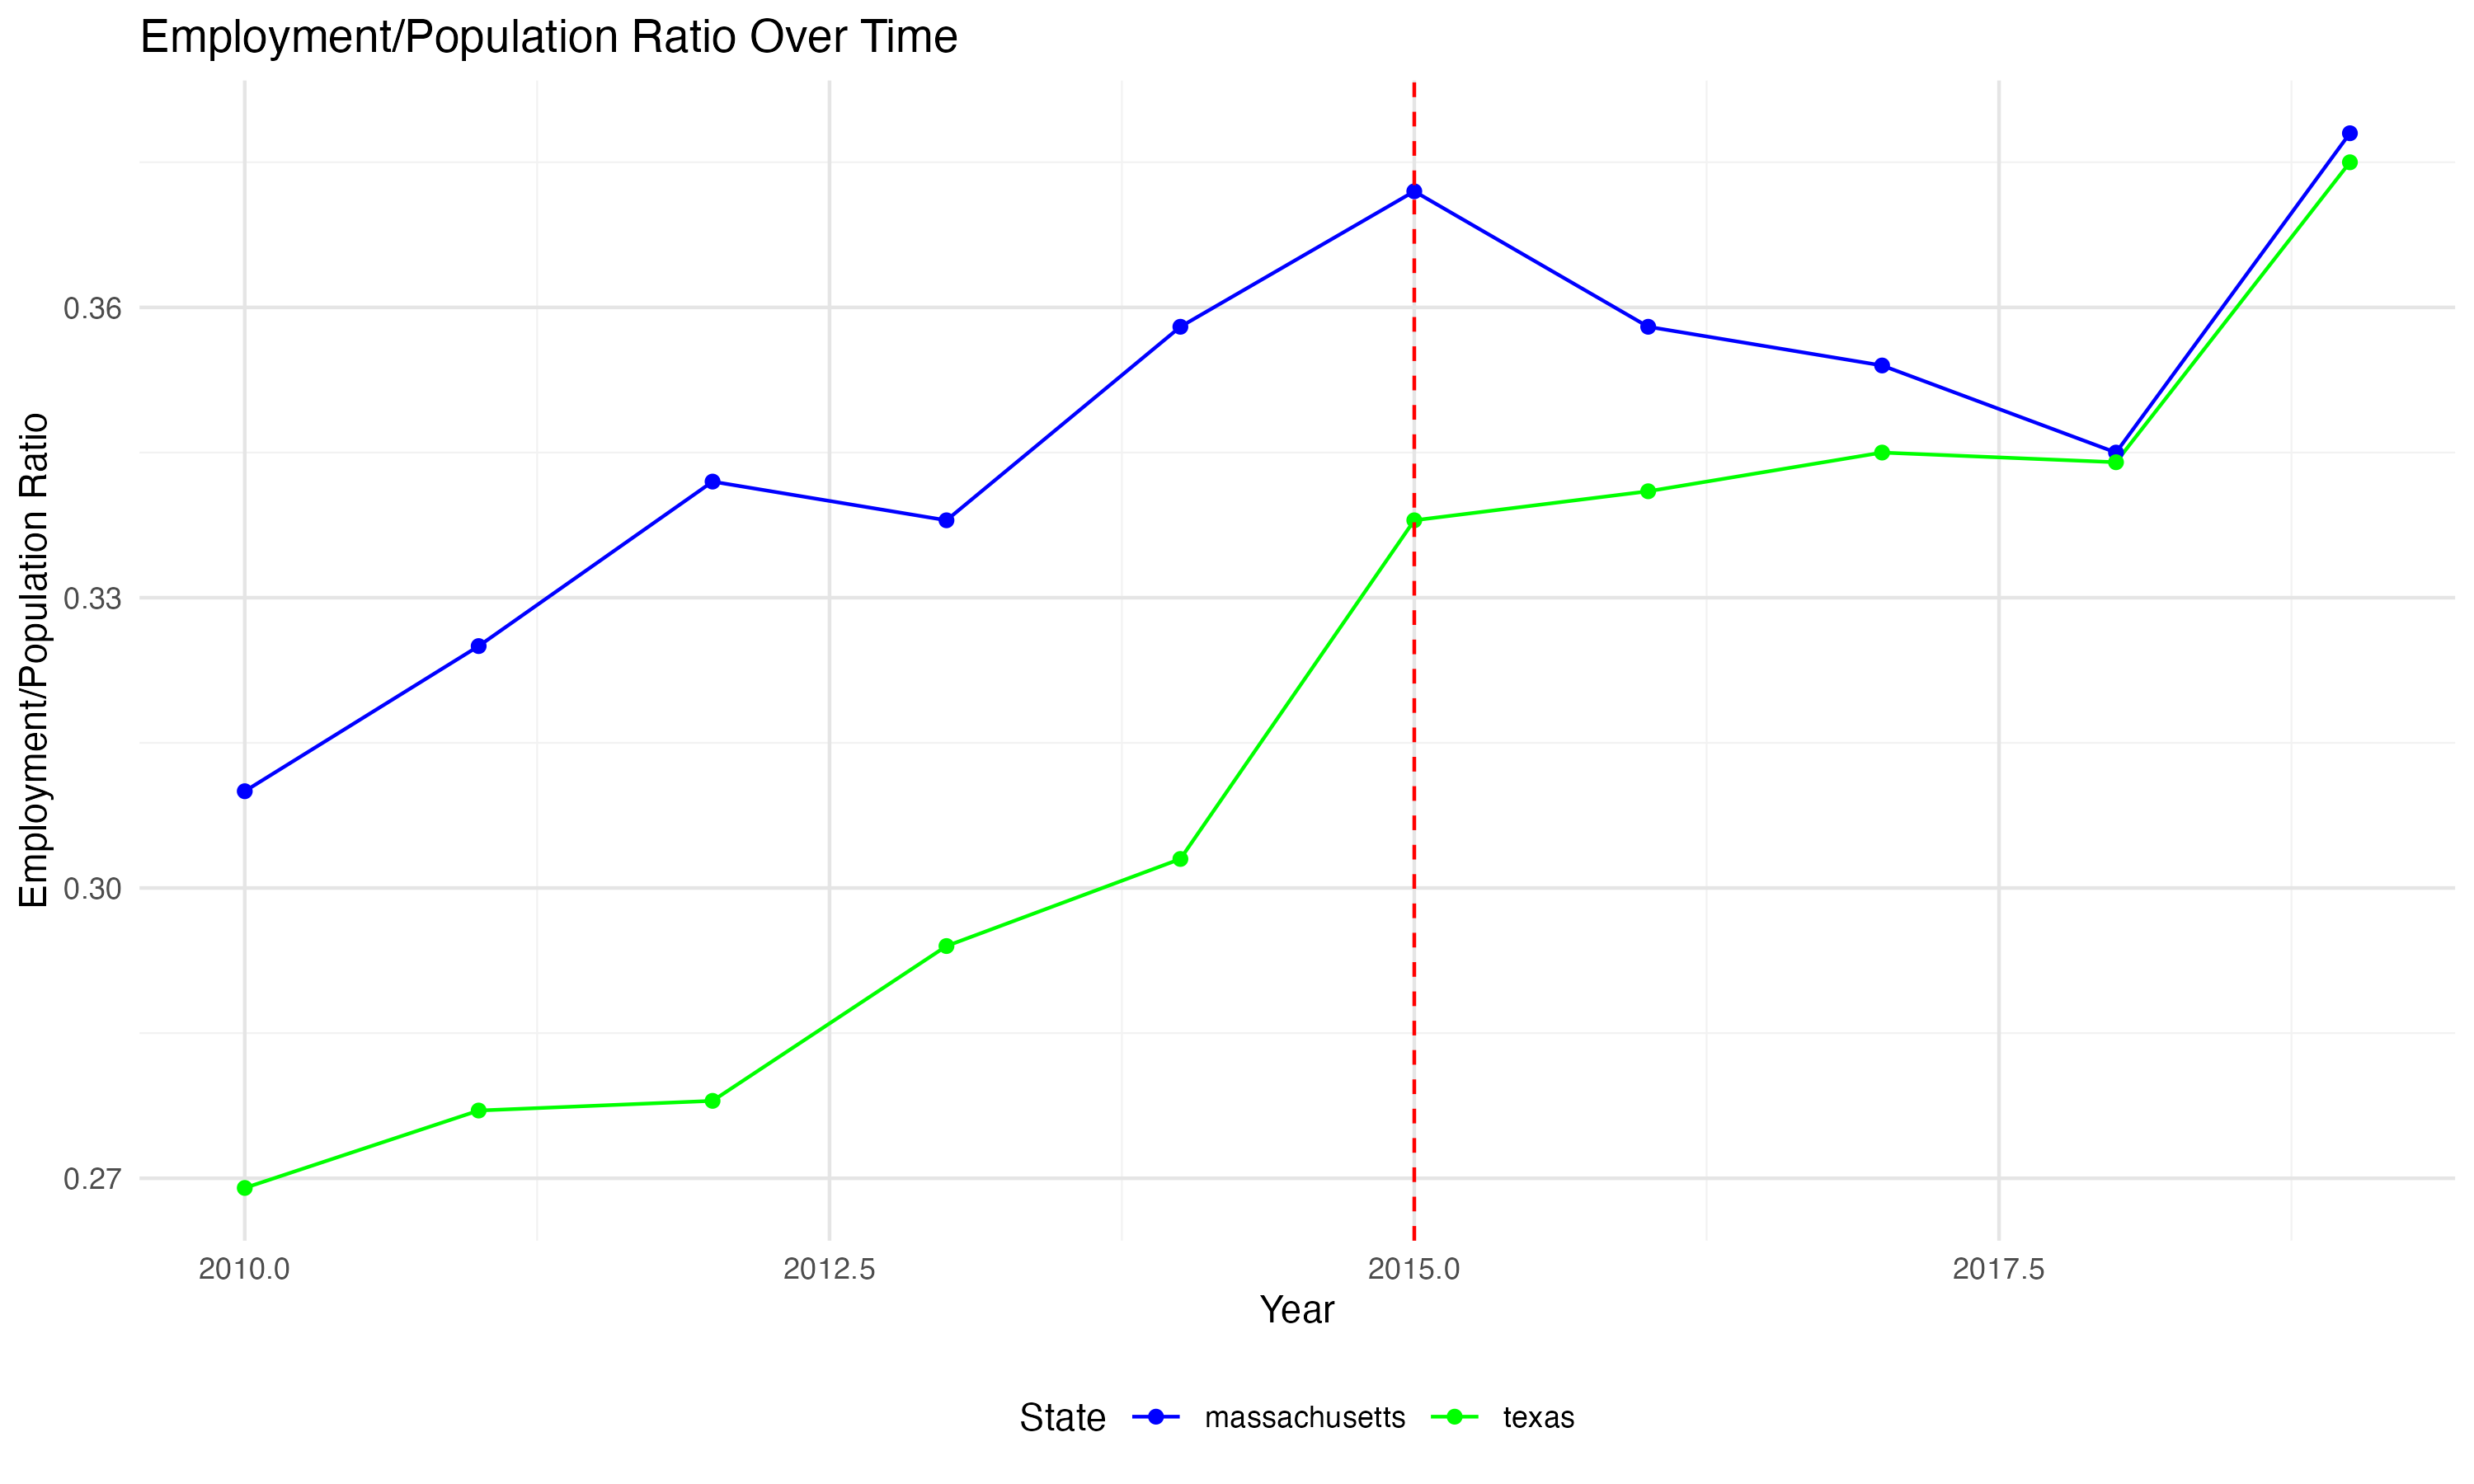 Employment/Population Ratio Over Time
Employment/Population Ratio
0.36
0.33
0.30
0.27
2010.0 2012.5 2015.0 2017.5
Year
State massachusetts texas